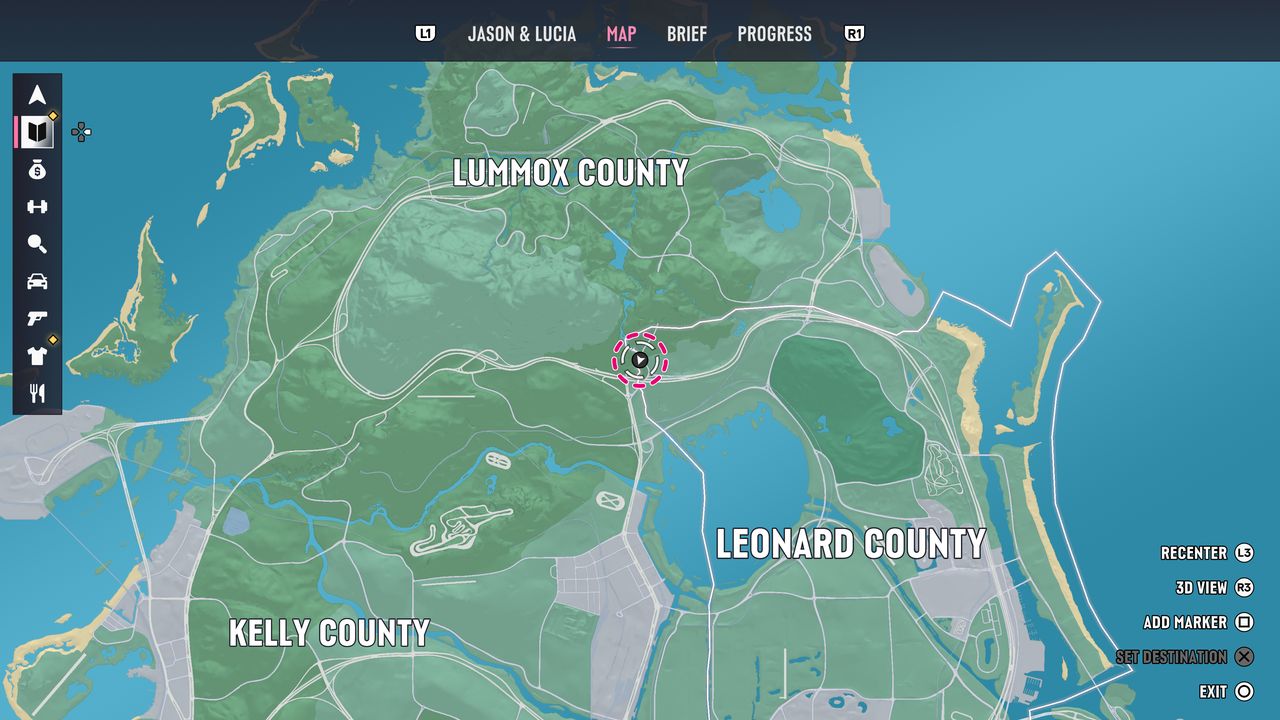 L1 JASON & LUCIA MAP BRIEF PROGRESS R1
LUMMOX COUNTY
LEONARD COUNTY
KELLY COUNTY
RECENTER L3
3D VIEW R3
ADD MARKER
SET DESTINATION
EXIT